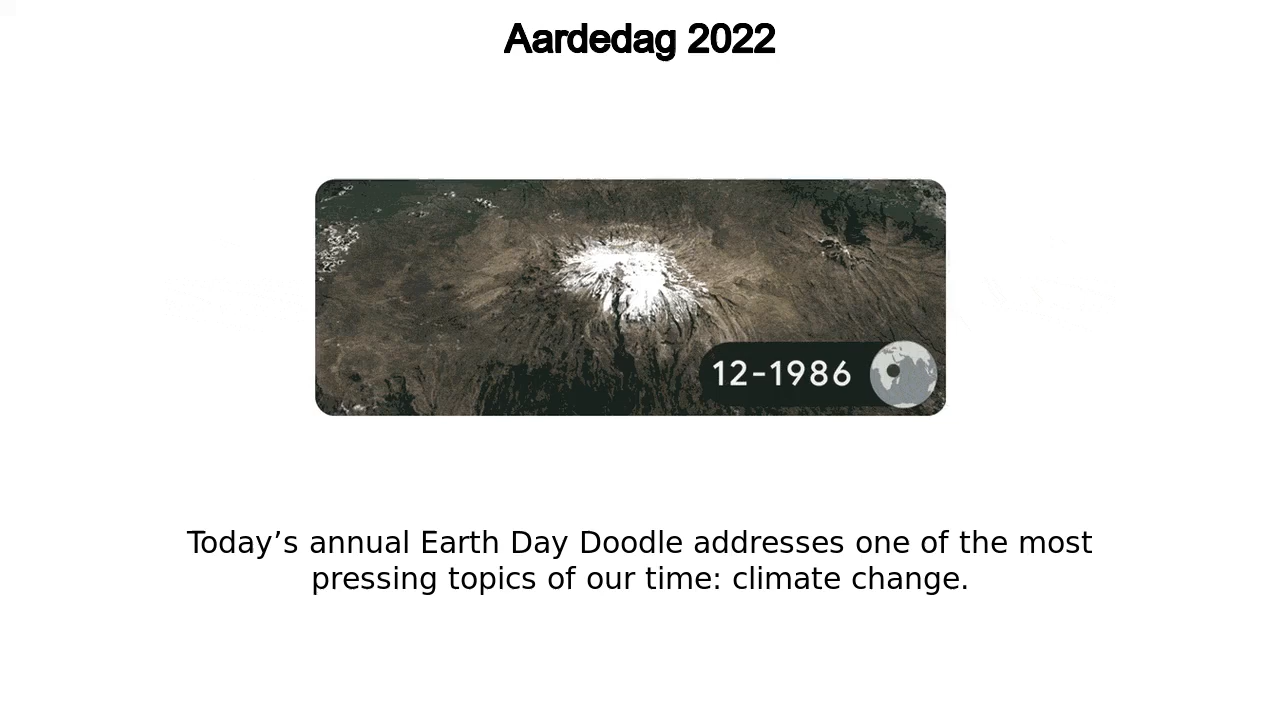 Aardedag 2022
12-1986
Today’s annual Earth Day Doodle addresses one of the most
pressing topics of our time: climate change.